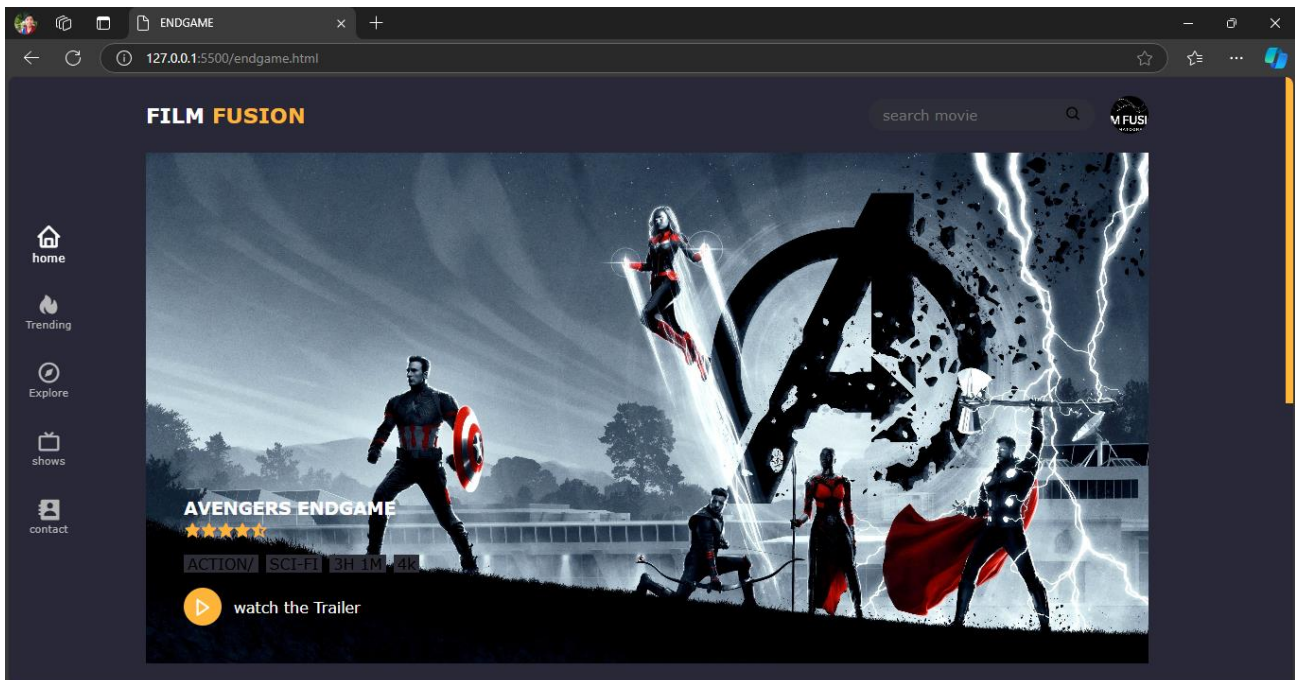 ENDGAME
127.0.0.1:5500/endgame.html
FILM FUSION
search movie
M FUSI
home
Trending
Explore
shows
contact
AVENGERS ENDGAME
ACTION/ SCI-FI 3H 1M 4k
watch the Trailer